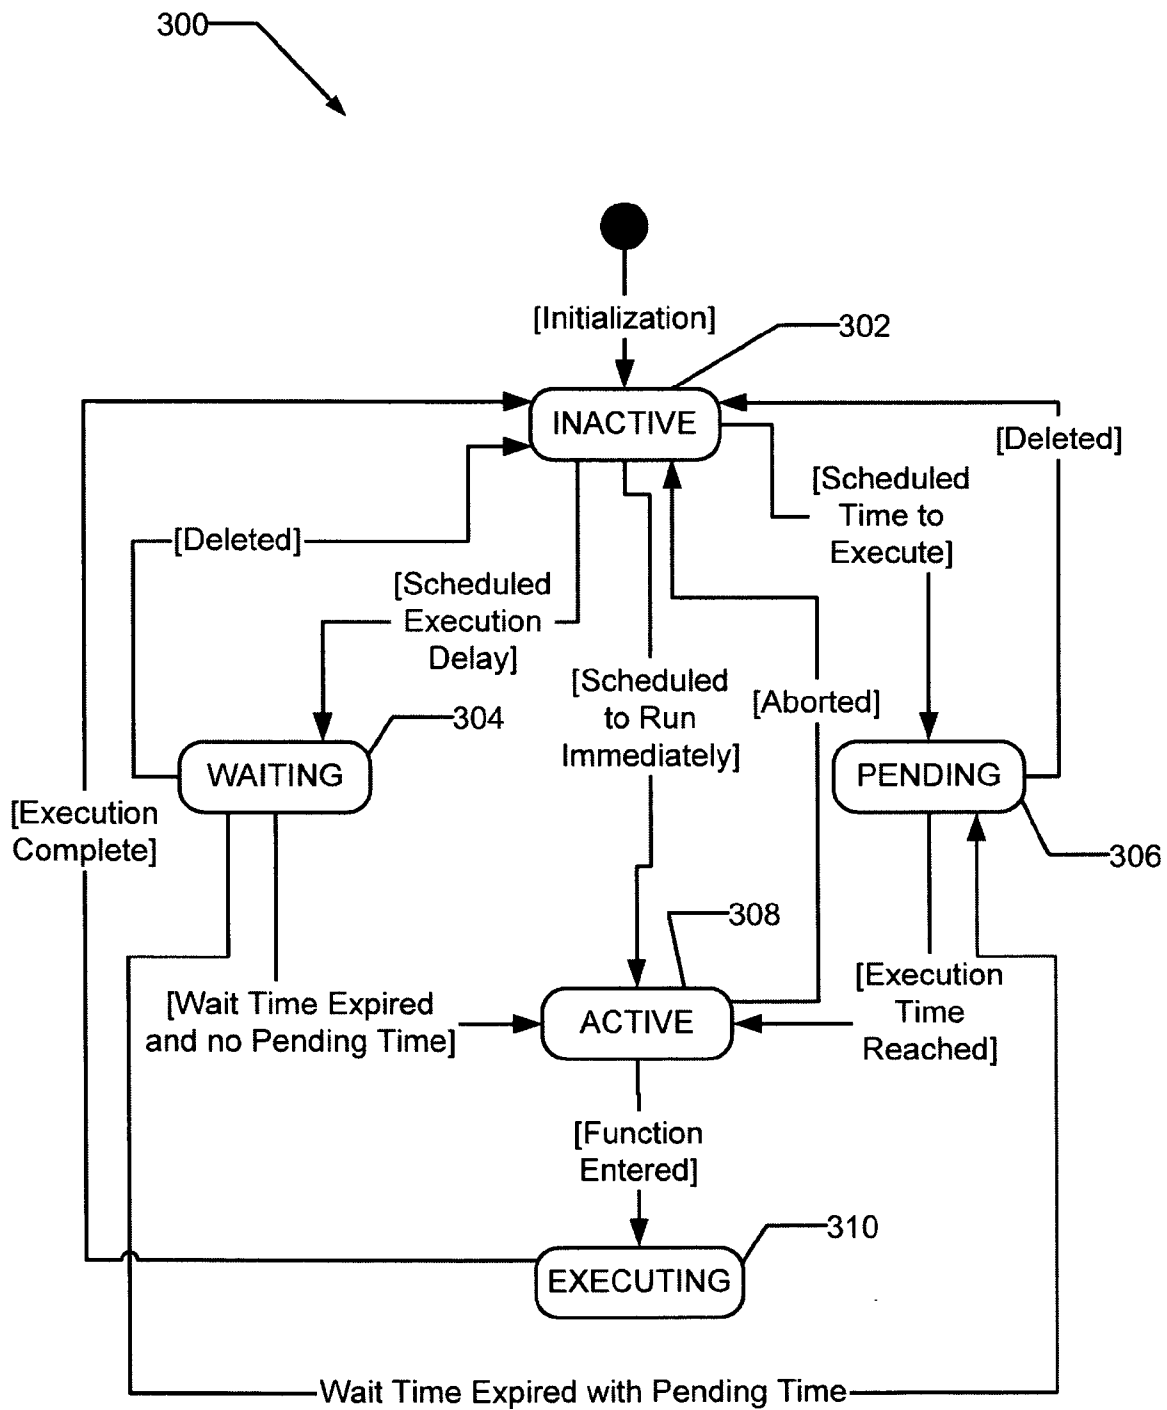 300
[Initialization]
302
INACTIVE
[Deleted]
[Scheduled
Time to
Execute]
[Deleted]
[Scheduled
Execution
Delay]
[Scheduled
to Run
Immediately]
[Aborted]
304
WAITING
PENDING
[Execution
Complete]
306
308
[Wait Time Expired
and no Pending Time]
ACTIVE
[Execution
Time
Reached]
[Function
Entered]
310
EXECUTING
Wait Time Expired with Pending Time